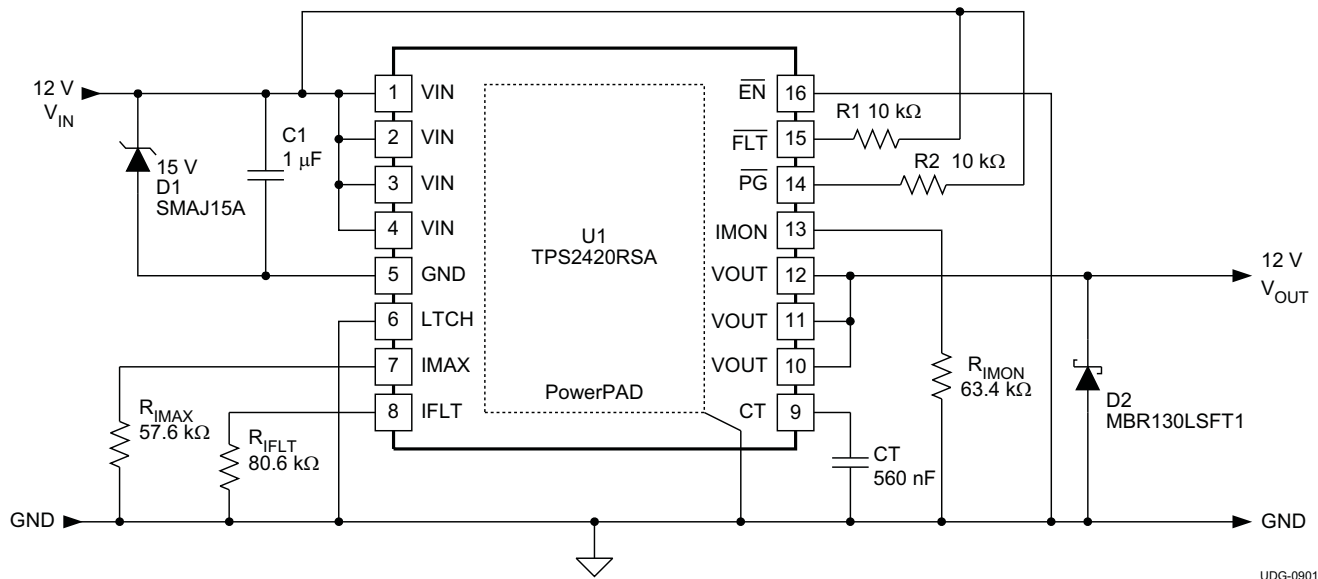 12 V
V_IN
15 V
D1
SMAJ15A
C1
1 μF
1 VIN
2 VIN
3 VIN
4 VIN
5 GND
6 LTCH
7 IMAX
8 IFLT
U1
TPS2420RSA
PowerPAD
EN 16
FLT 15
PG 14
IMON 13
VOUT 12
VOUT 11
VOUT 10
CT 9
R1 10 kΩ
R2 10 kΩ
12 V
V_OUT
R_IMON
63.4 kΩ
D2
MBR130LSFT1
CT
560 nF
R_IMAX
57.6 kΩ
R_IFLT
80.6 kΩ
GND
GND
UDG-0901